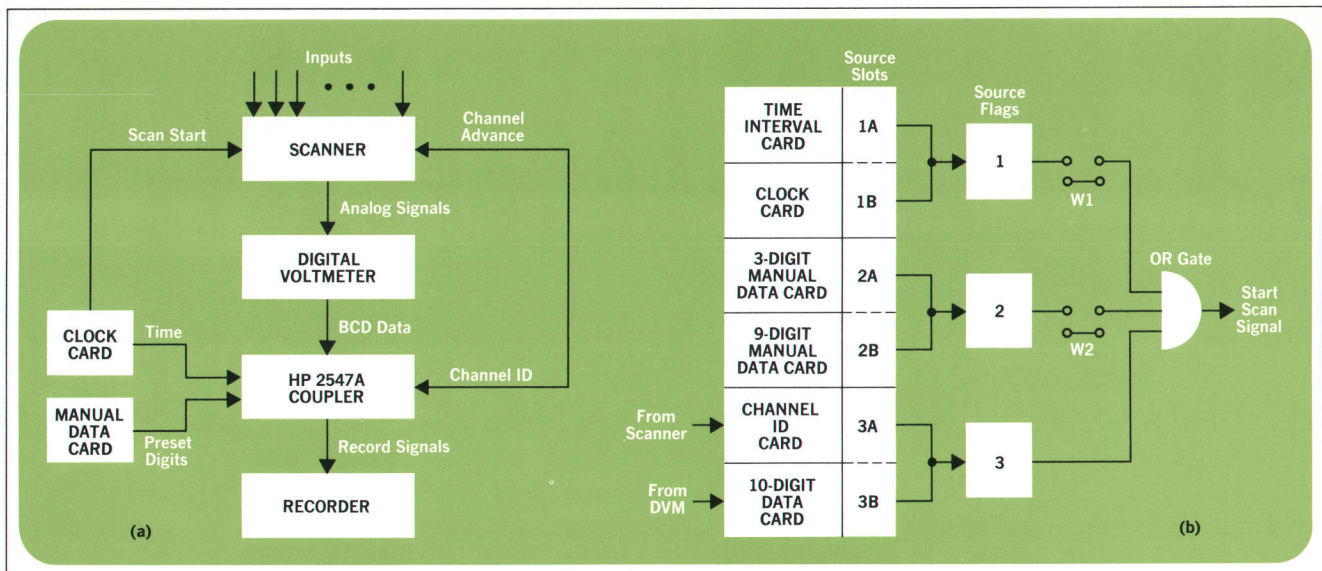 Inputs
Scan Start
Channel
Advance
SCANNER
Analog Signals
DIGITAL
VOLTMETER
BCD Data
CLOCK
CARD
Time
HP 2547A
COUPLER
Channel ID
MANUAL
DATA
CARD
Preset
Digits
Record Signals
RECORDER
(a)
Source
Slots
Source
Flags
TIME
INTERVAL
CARD
1A
CLOCK
CARD
1B
3-DIGIT
MANUAL
DATA CARD
2A
9-DIGIT
MANUAL
DATA CARD
2B
From
Scanner
CHANNEL
ID
CARD
3A
From
DVM
10-DIGIT
DATA
CARD
3B
1
W1
2
W2
3
OR Gate
Start
Scan
Signal
(b)